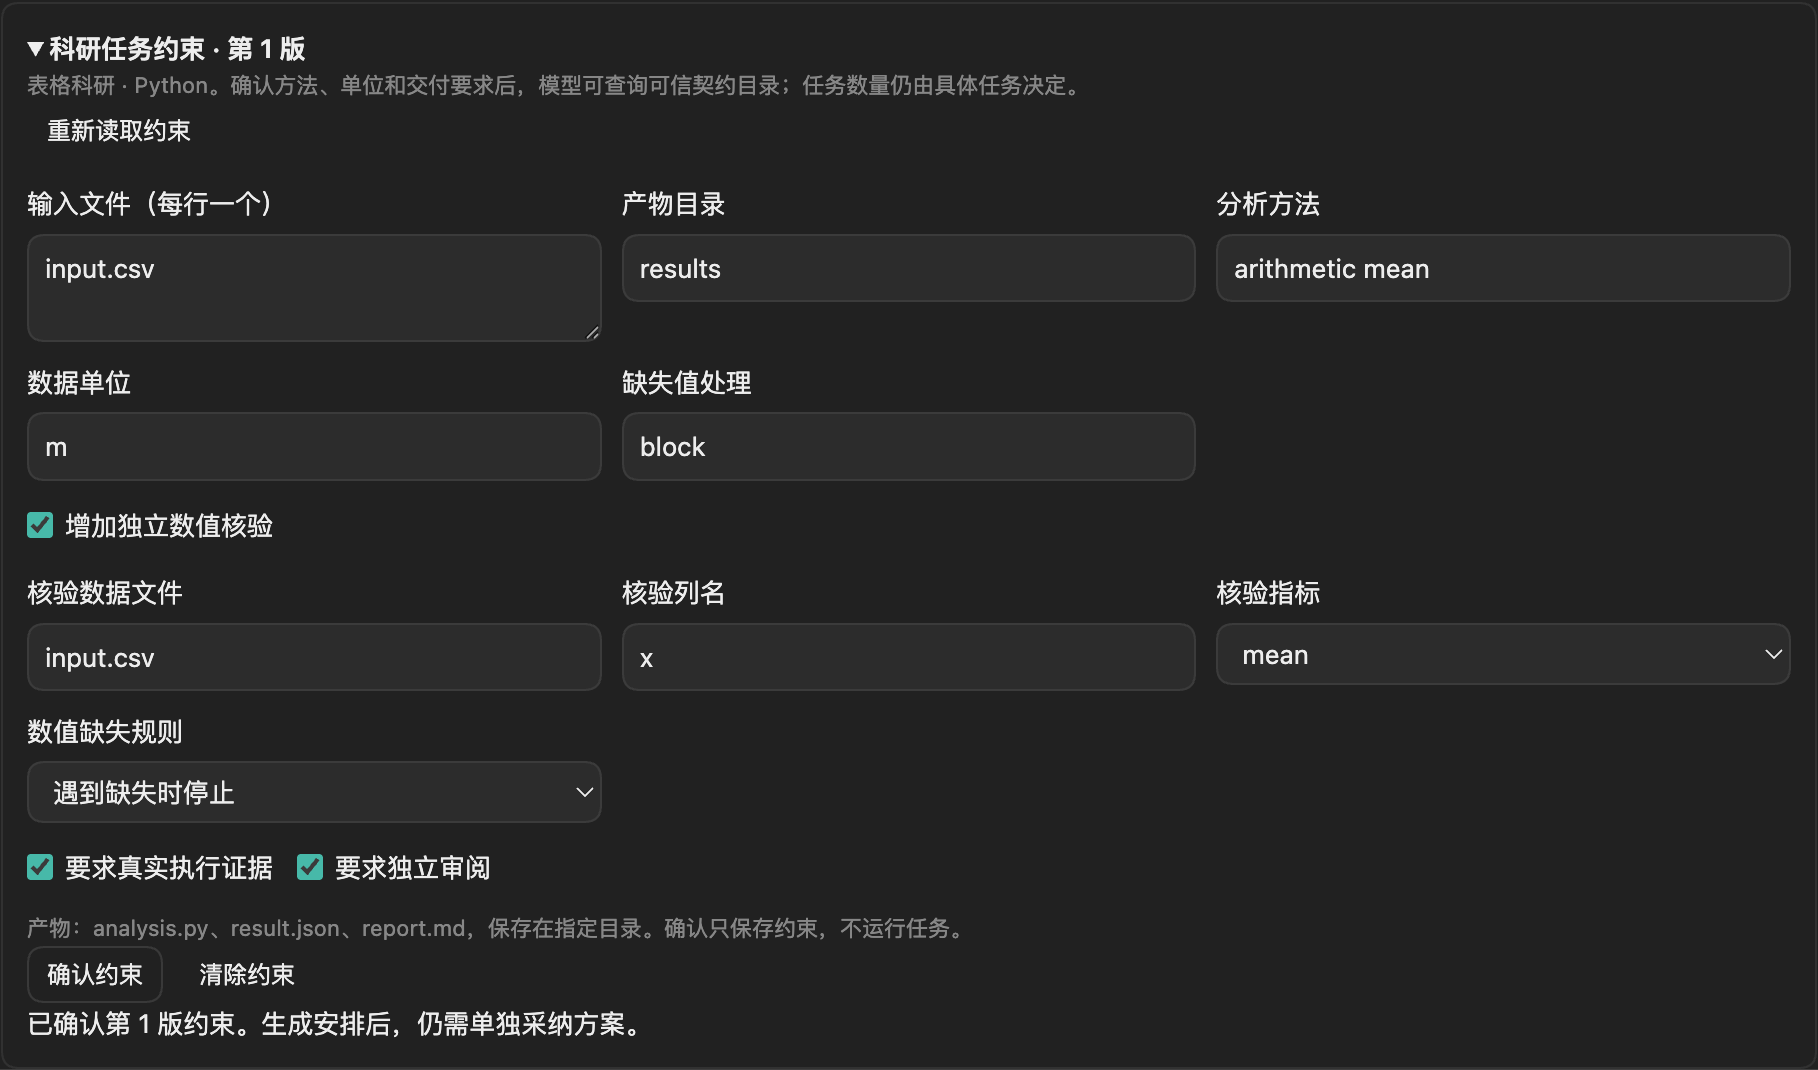 ▼科研任务约束 · 第 1 版
表格科研 · Python。确认方法、单位和交付要求后，模型可查询可信契约目录；任务数量仍由具体任务决定。
重新读取约束
输入文件（每行一个）
input.csv
产物目录
results
分析方法
arithmetic mean
数据单位
m
缺失值处理
block
增加独立数值核验
核验数据文件
input.csv
核验列名
x
核验指标
mean
数值缺失规则
遇到缺失时停止
要求真实执行证据 要求独立审阅
产物：analysis.py、result.json、report.md，保存在指定目录。确认只保存约束，不运行任务。
确认约束 清除约束
已确认第 1 版约束。生成安排后，仍需单独采纳方案。